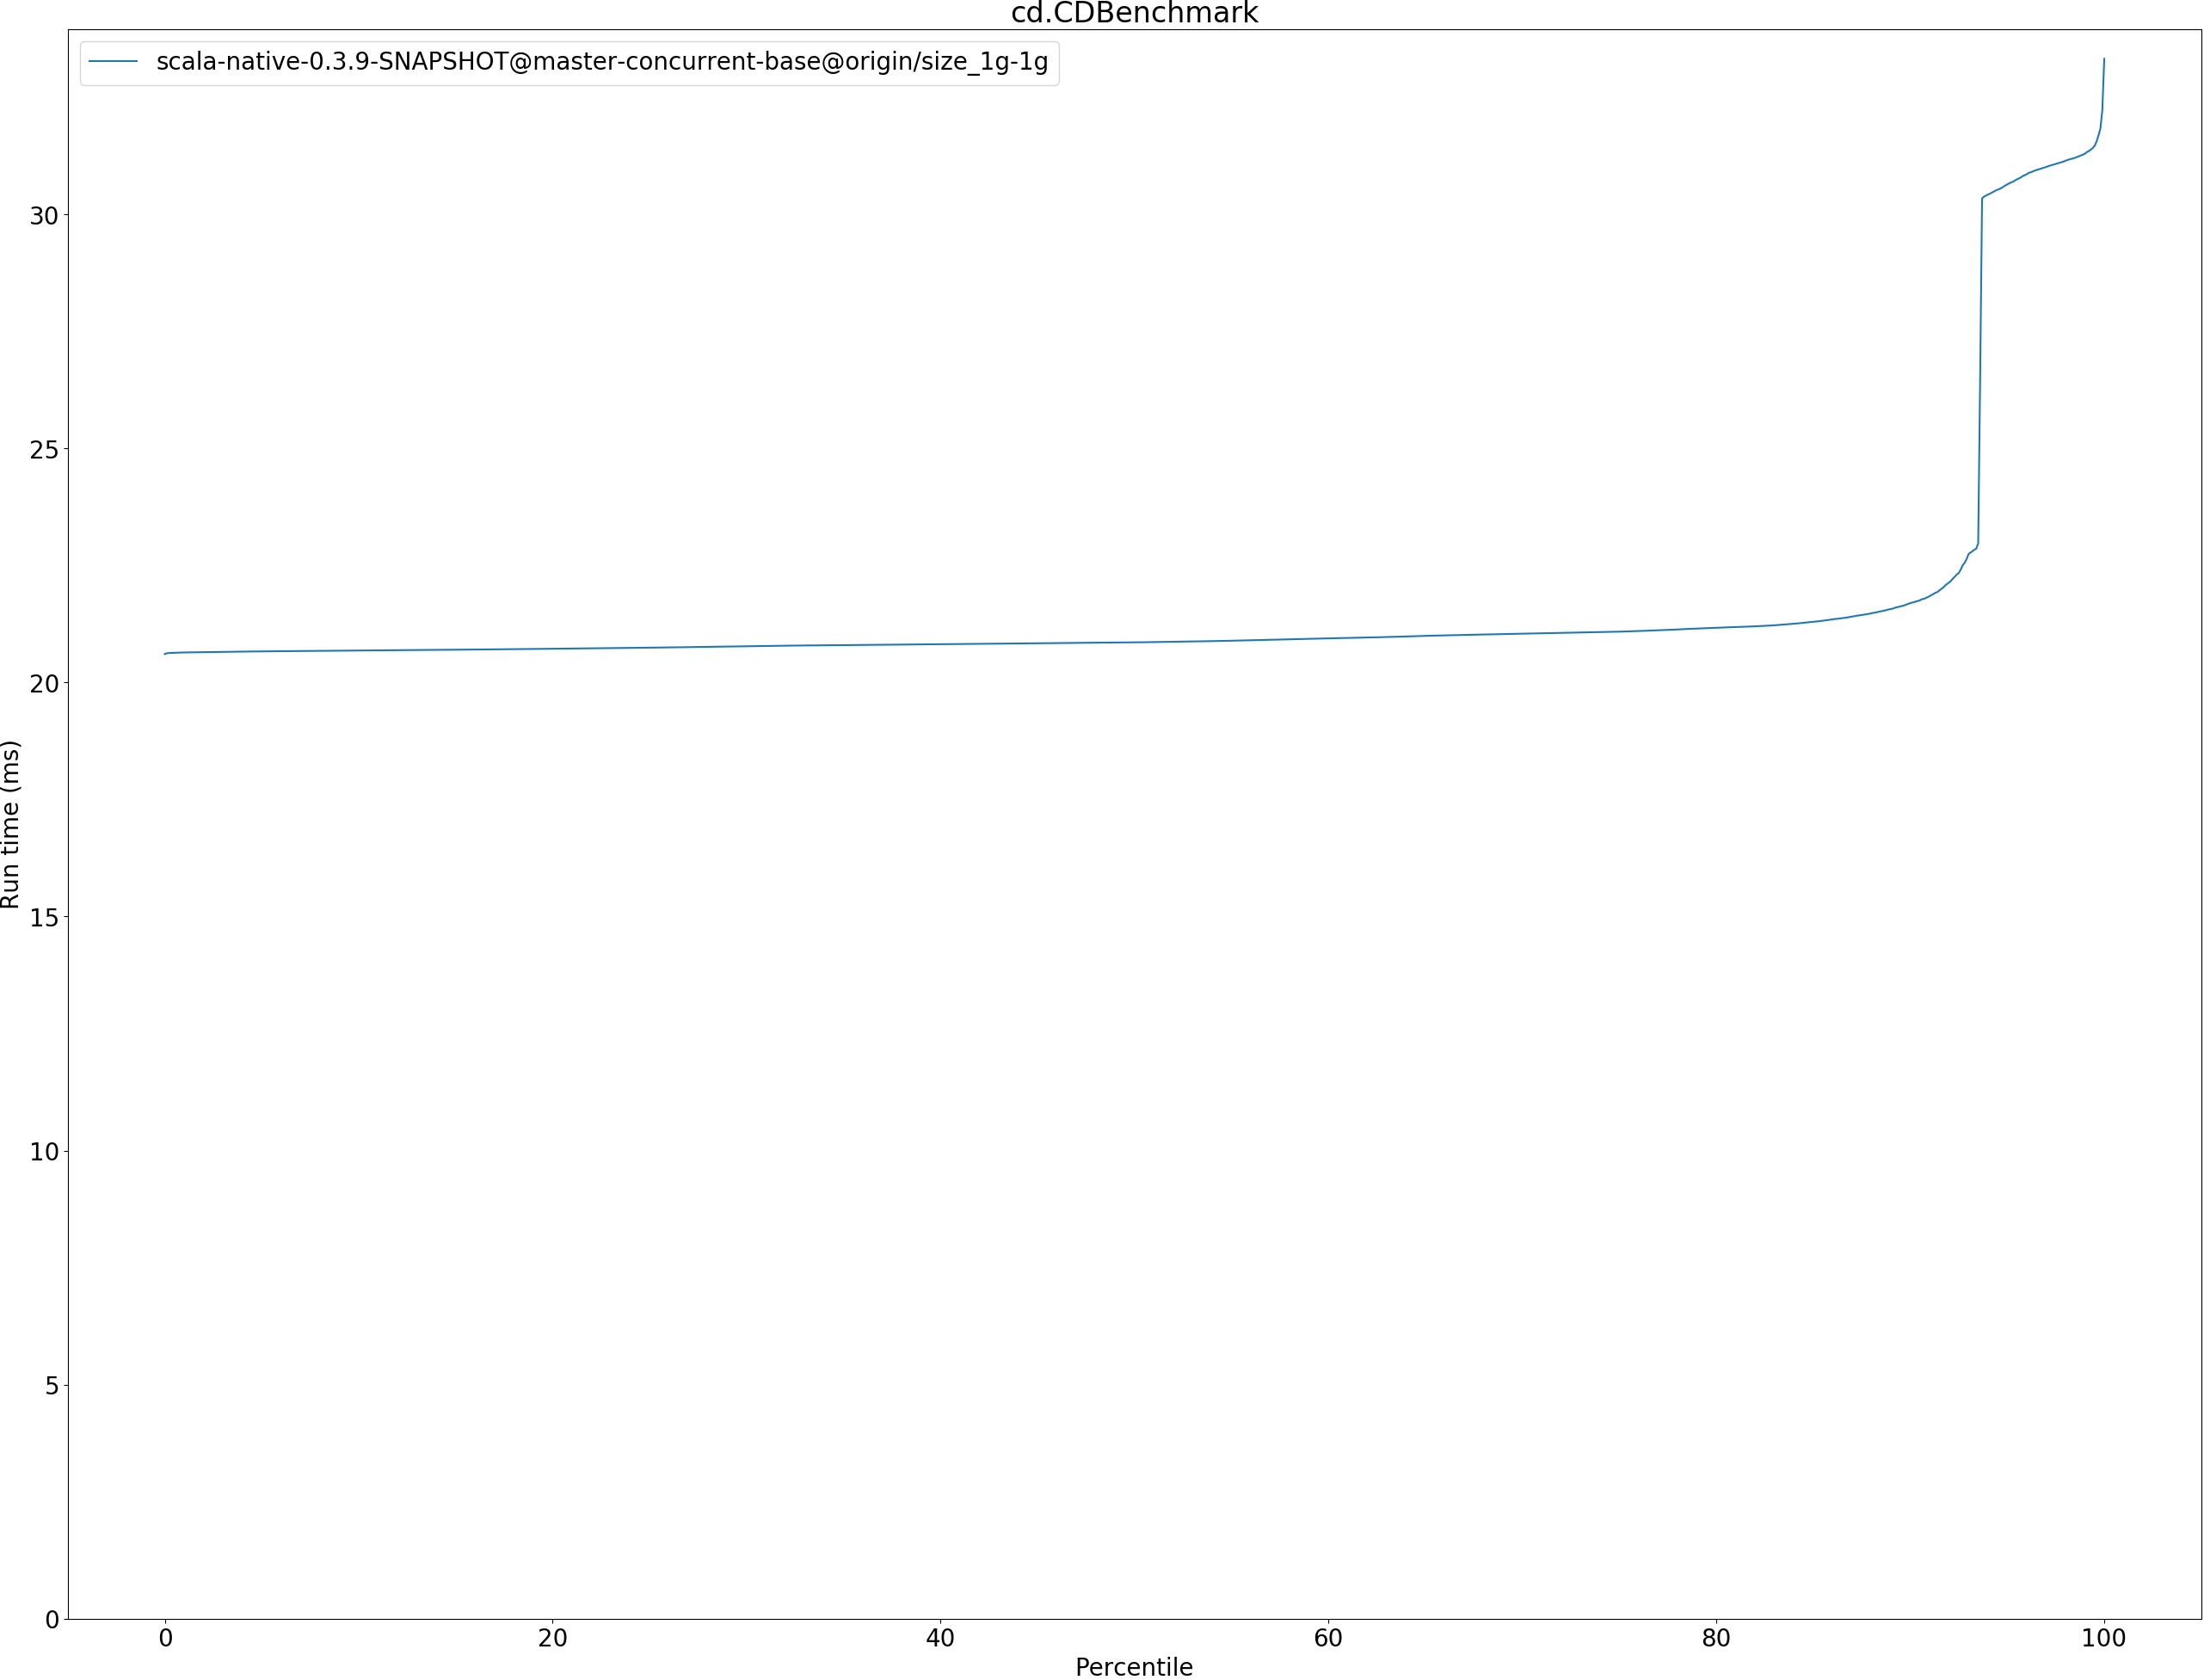 cd.CDBenchmark
scala-native-0.3.9-SNAPSHOT@master-concurrent-base@origin/size_1g-1g
30
25
20
15
10
5
0
Run time (ms)
0 20 40 60 80 100
Percentile